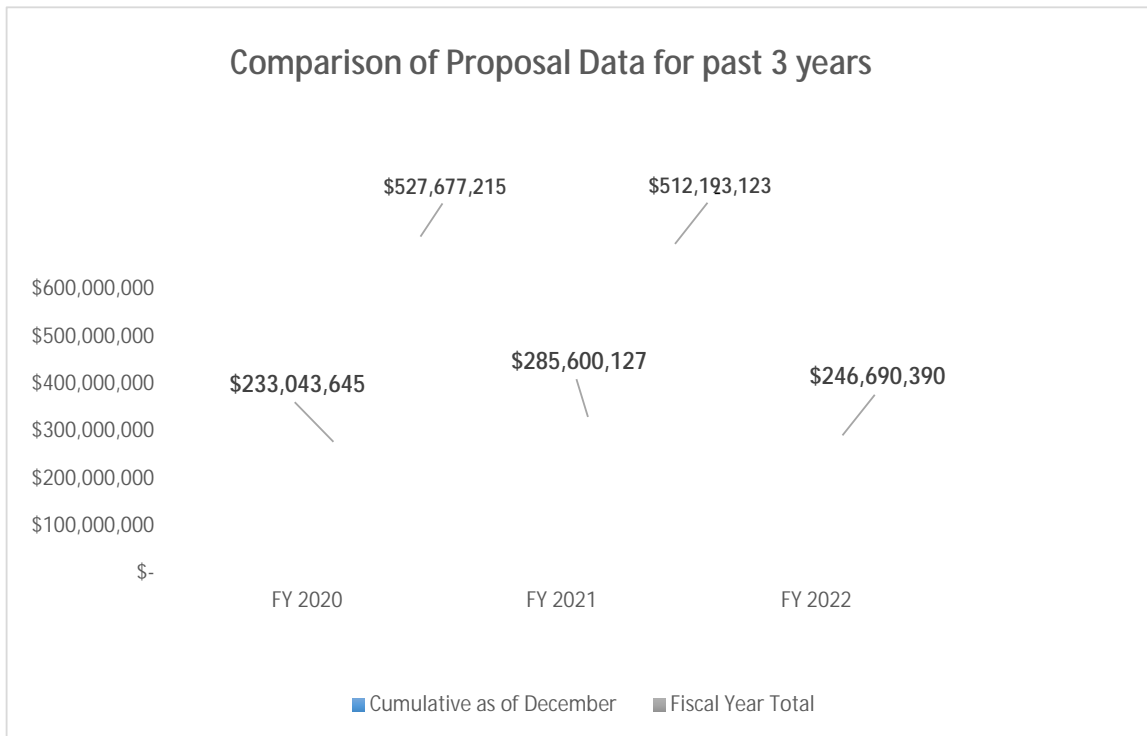 Comparison of Proposal Data for past 3 years
$527,677,215
$512,193,123
$600,000,000
$500,000,000
$400,000,000
$300,000,000
$200,000,000
$100,000,000
$-
$233,043,645
$285,600,127
$246,690,390
FY 2020
FY 2021
FY 2022
Cumulative as of December
Fiscal Year Total